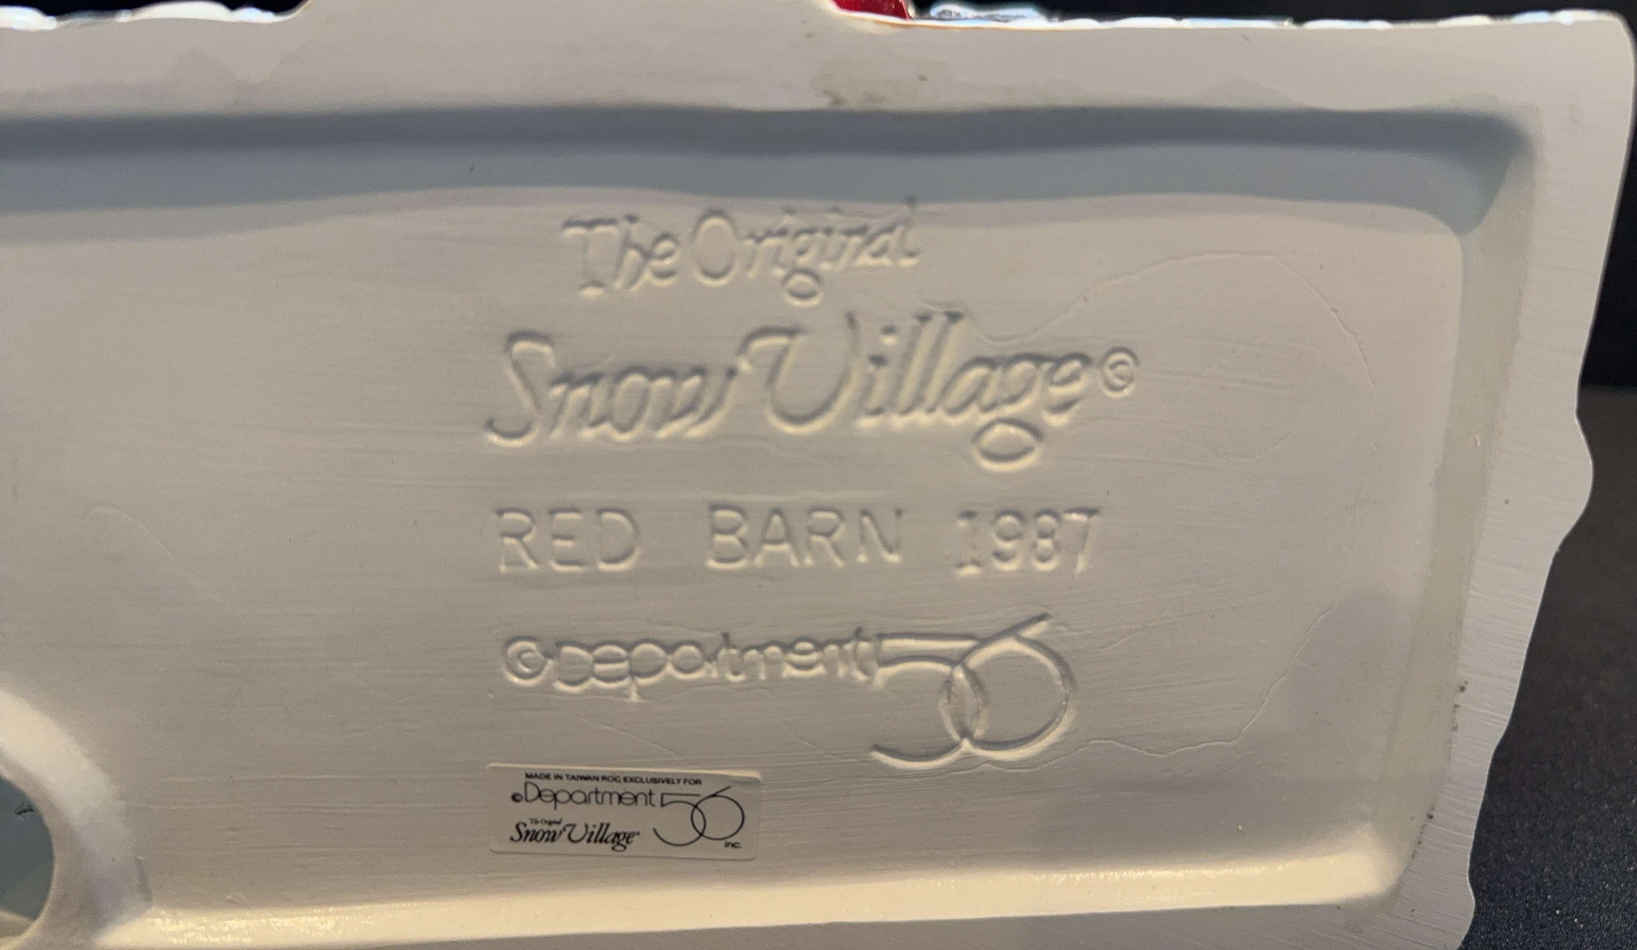 The Original
Snow Village©
RED BARN 1987
©Department 56
MADE IN TAIWAN ROC EXCLUSIVELY FOR
©Department 56
The Original
Snow Village
inc.